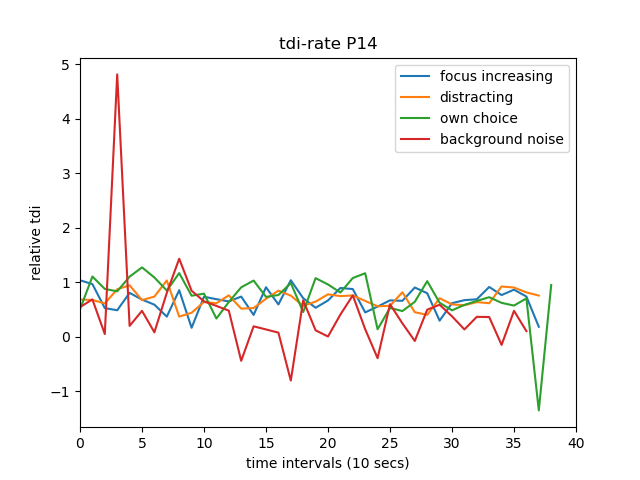 tdi-rate P14
focus increasing
distracting
own choice
background noise
relative tdi
5
4
3
2
1
0
−1
0 5 10 15 20 25 30 35 40
time intervals (10 secs)